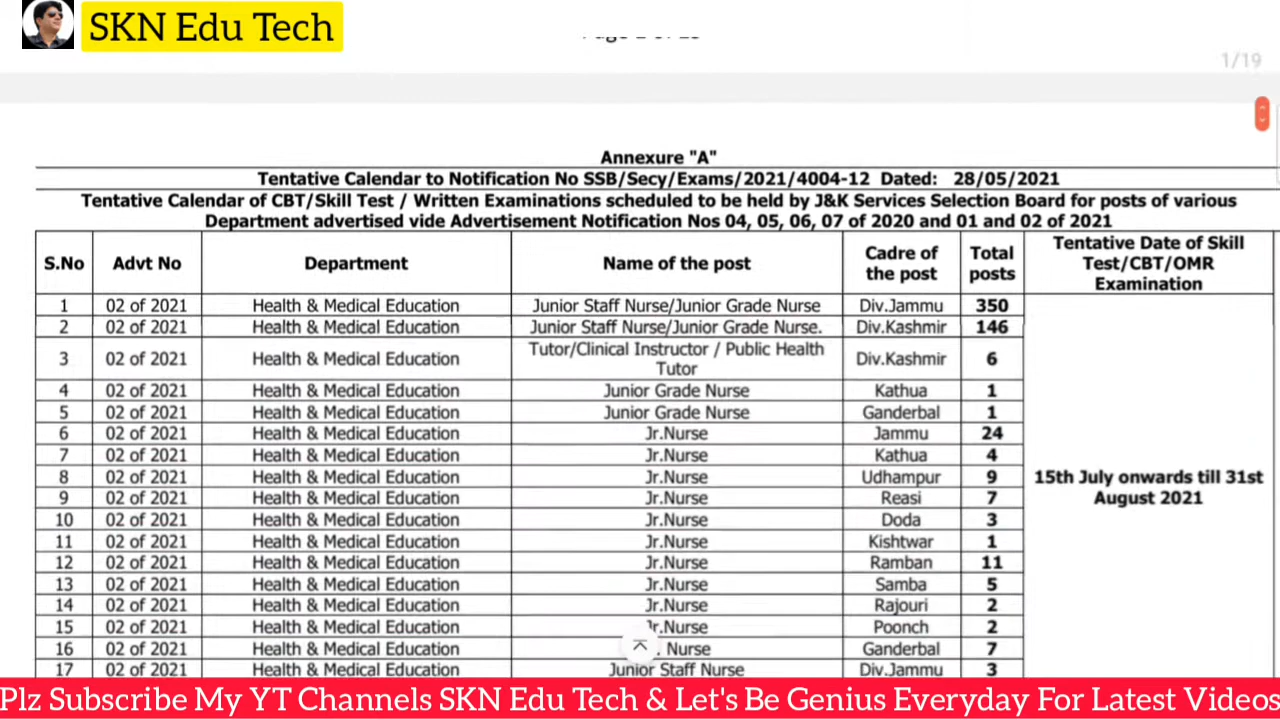 SKN Edu Tech
1/19
Annexure "A"
Tentative Calendar to Notification No SSB/Secy/Exams/2021/4004-12 Dated: 28/05/2021
Tentative Calendar of CBT/Skill Test / Written Examinations scheduled to be held by J&K Services Selection Board for posts of various
Department advertised vide Advertisement Notification Nos 04, 05, 06, 07 of 2020 and 01 and 02 of 2021
S.No Advt No Department Name of the post Cadre of the post Total posts Tentative Date of Skill Test/CBT/OMR Examination
1 02 of 2021 Health & Medical Education Junior Staff Nurse/Junior Grade Nurse Div.Jammu 350
2 02 of 2021 Health & Medical Education Junior Staff Nurse/Junior Grade Nurse. Div.Kashmir 146
3 02 of 2021 Health & Medical Education Tutor/Clinical Instructor / Public Health Tutor Div.Kashmir 6
4 02 of 2021 Health & Medical Education Junior Grade Nurse Kathua 1
5 02 of 2021 Health & Medical Education Junior Grade Nurse Ganderbal 1
6 02 of 2021 Health & Medical Education Jr.Nurse Jammu 24
7 02 of 2021 Health & Medical Education Jr.Nurse Kathua 4
8 02 of 2021 Health & Medical Education Jr.Nurse Udhampur 9
15th July onwards till 31st August 2021
9 02 of 2021 Health & Medical Education Jr.Nurse Reasi 7
10 02 of 2021 Health & Medical Education Jr.Nurse Doda 3
11 02 of 2021 Health & Medical Education Jr.Nurse Kishtwar 1
12 02 of 2021 Health & Medical Education Jr.Nurse Ramban 11
13 02 of 2021 Health & Medical Education Jr.Nurse Samba 5
14 02 of 2021 Health & Medical Education Jr.Nurse Rajouri 2
15 02 of 2021 Health & Medical Education Jr.Nurse Poonch 2
16 02 of 2021 Health & Medical Education Nurse Ganderbal 7
17 02 of 2021 Health & Medical Education Junior Staff Nurse Div.Jammu 3
Plz Subscribe My YT Channels SKN Edu Tech & Let's Be Genius Everyday For Latest Videos